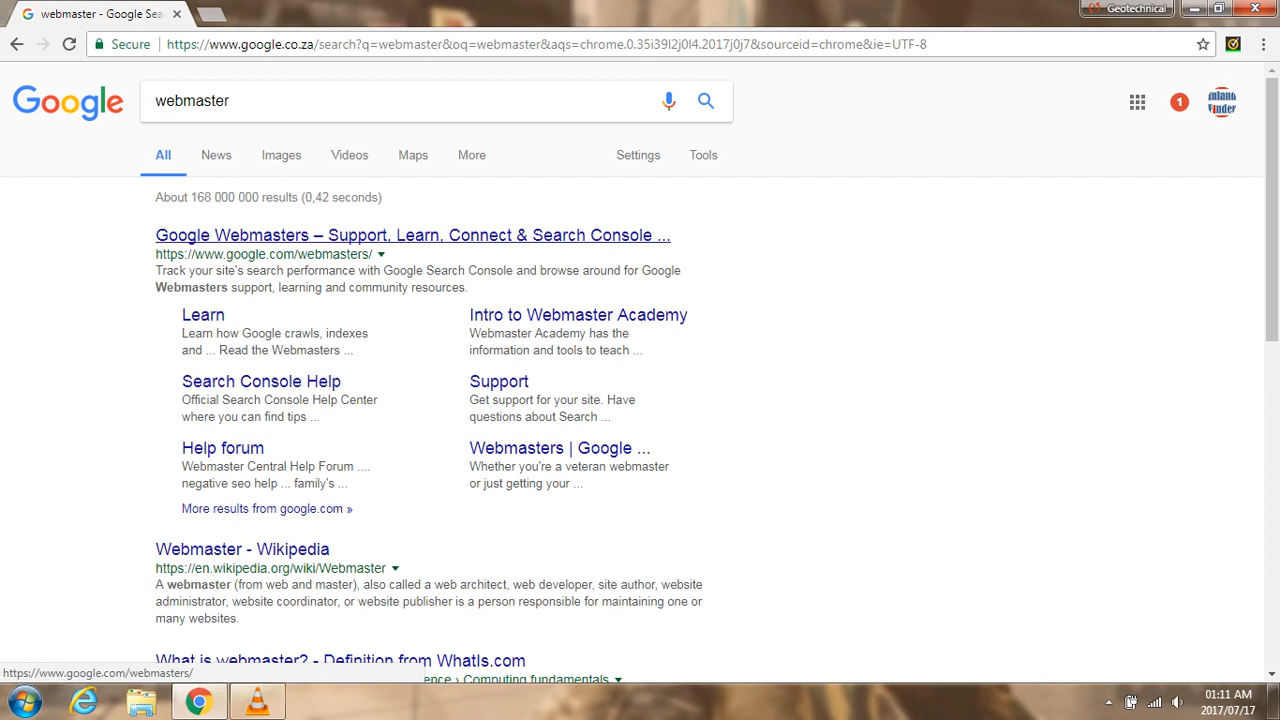 webmaster - Google Sea
Geotechnical
Secure
https://www.google.co.za/search?q=webmaster&oq=webmaster&aqs=chrome.0.35i39l2j0l4.2017j0j7&sourceid=chrome&ie=UTF-8
Google
webmaster
1
Inland
Finder
All
News
Images
Videos
Maps
More
Settings
Tools
About 168 000 000 results (0,42 seconds)
Google Webmasters – Support, Learn, Connect & Search Console ...
https://www.google.com/webmasters/
Track your site's search performance with Google Search Console and browse around for Google
Webmasters support, learning and community resources.
Learn
Learn how Google crawls, indexes
and ... Read the Webmasters ...
Intro to Webmaster Academy
Webmaster Academy has the
information and tools to teach ...
Search Console Help
Official Search Console Help Center
where you can find tips ...
Support
Get support for your site. Have
questions about Search ...
Help forum
Webmaster Central Help Forum ....
negative seo help ... family's ...
Webmasters | Google ...
Whether you're a veteran webmaster
or just getting your ...
More results from google.com »
Webmaster - Wikipedia
https://en.wikipedia.org/wiki/Webmaster
A webmaster (from web and master), also called a web architect, web developer, site author, website
administrator, website coordinator, or website publisher is a person responsible for maintaining one or
many websites.
What is webmaster? - Definition from WhatIs.com
ence › Computing fundamentals
https://www.google.com/webmasters/
01:11 AM
2017/07/17